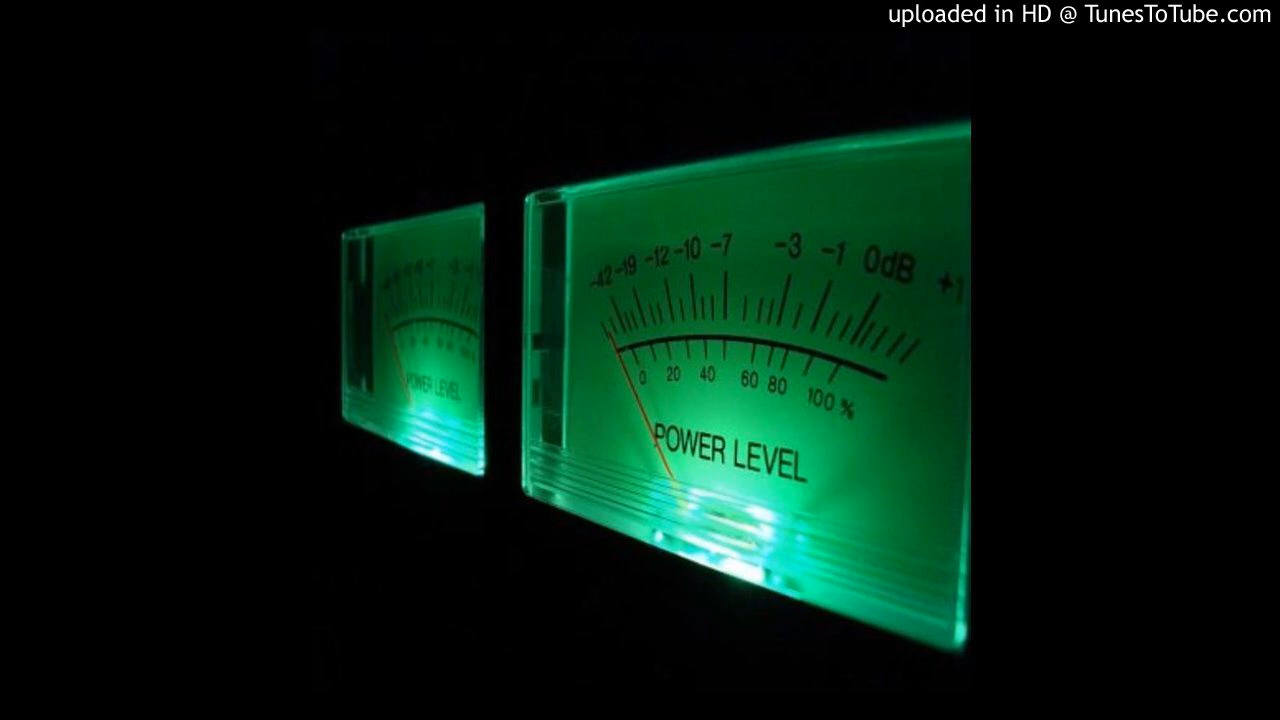 uploaded in HD @ TunesToTube.com
-42 -19 -12 -10 -7 -3 -1 0dB +1
0 20 40 60 80 100 %
POWER LEVEL
POWER LEVEL